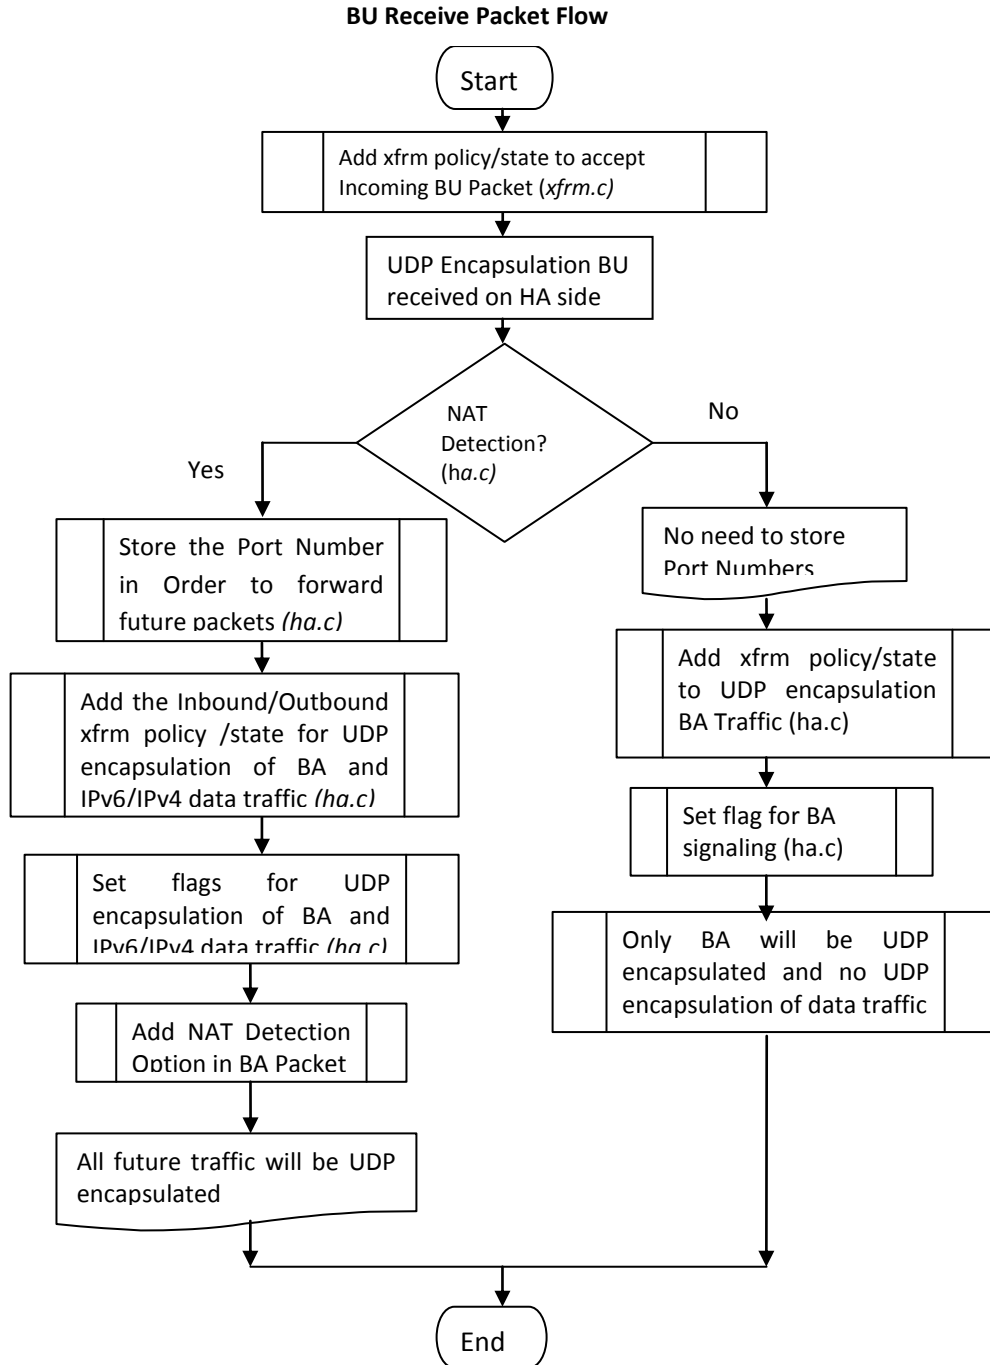 BU Receive Packet Flow
Start
Add xfrm policy/state to accept
Incoming BU Packet (xfrm.c)
UDP Encapsulation BU
received on HA side
NAT
Detection?
(ha.c)
No
Yes
Store the Port Number
in Order to forward
future packets (ha.c)
Add the Inbound/Outbound
xfrm policy /state for UDP
encapsulation of BA and
IPv6/IPv4 data traffic (ha.c)
Set flags for UDP
encapsulation of BA and
IPv6/IPv4 data traffic (ha.c)
Add NAT Detection
Option in BA Packet
All future traffic will be UDP
encapsulated
No need to store
Port Numbers
Add xfrm policy/state
to UDP encapsulation
BA Traffic (ha.c)
Set flag for BA
signaling (ha.c)
Only BA will be UDP
encapsulated and no UDP
encapsulation of data traffic
End